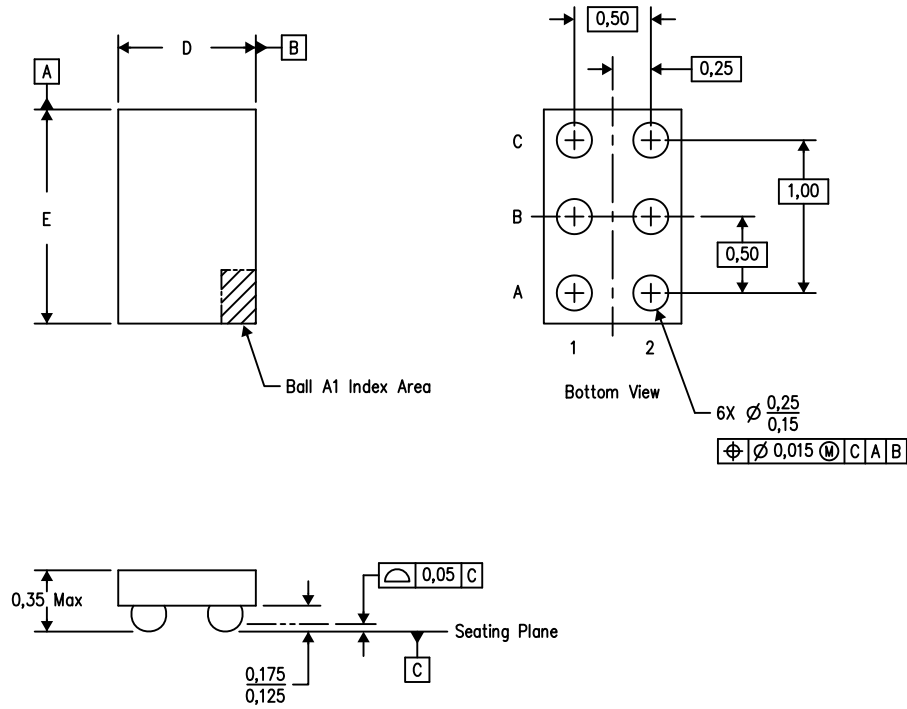 0,50
D
B
0,25
A
C
1,00
E
B
0,50
A
1 2
Ball A1 Index Area
Bottom View
6X Ø 0,25
0,15
⌖ Ø 0,015 Ⓜ C A B
⌓ 0,05 C
0,35 Max
Seating Plane
C
0,175
0,125